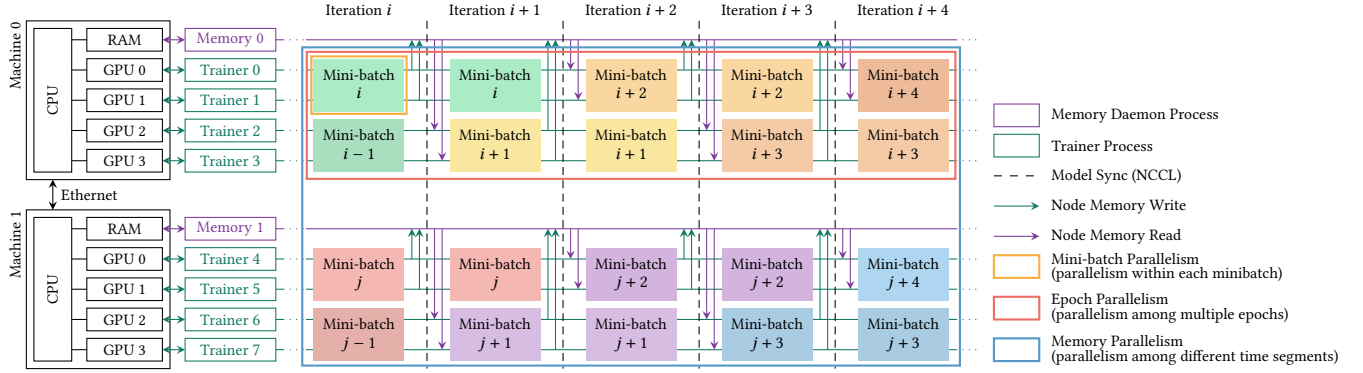 Iteration i
Iteration i + 1
Iteration i + 2
Iteration i + 3
Iteration i + 4
Machine 0
CPU
RAM
Memory 0
GPU 0
Trainer 0
GPU 1
Trainer 1
GPU 2
Trainer 2
GPU 3
Trainer 3
Mini-batch
i
Mini-batch
i
Mini-batch
i + 2
Mini-batch
i + 2
Mini-batch
i + 4
Mini-batch
i − 1
Mini-batch
i + 1
Mini-batch
i + 1
Mini-batch
i + 3
Mini-batch
i + 3
Ethernet
Machine 1
CPU
RAM
Memory 1
GPU 0
Trainer 4
GPU 1
Trainer 5
GPU 2
Trainer 6
GPU 3
Trainer 7
Mini-batch
j
Mini-batch
j
Mini-batch
j + 2
Mini-batch
j + 2
Mini-batch
j + 4
Mini-batch
j − 1
Mini-batch
j + 1
Mini-batch
j + 1
Mini-batch
j + 3
Mini-batch
j + 3
Memory Daemon Process
Trainer Process
Model Sync (NCCL)
Node Memory Write
Node Memory Read
Mini-batch Parallelism
(parallelism within each minibatch)
Epoch Parallelism
(parallelism among multiple epochs)
Memory Parallelism
(parallelism among different time segments)